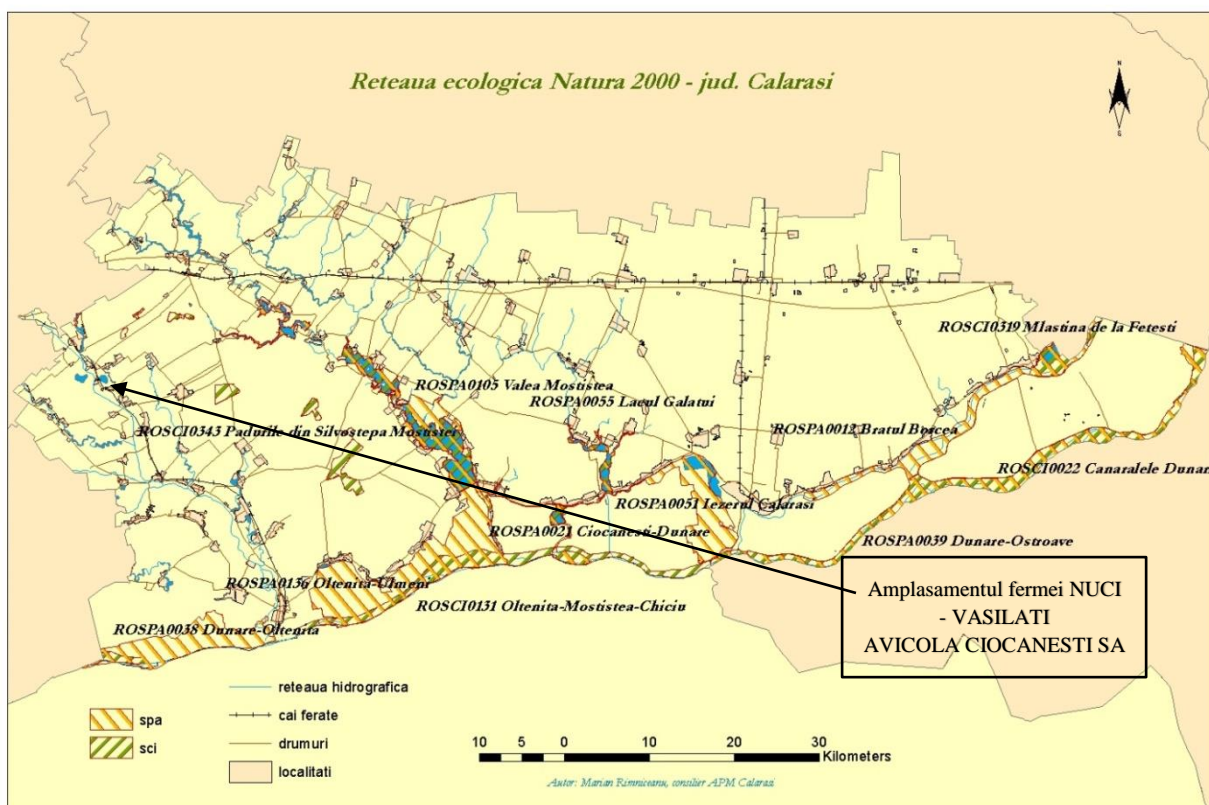 Reteaua ecologica Natura 2000 - jud. Calarasi
N
ROSCI0319 Mlastina de la Fetesti
ROSPA0105 Valea Mostistea
ROSPA0055 Lacul Galatui
ROSCI0343 Padurile din Silvostepa Mostistei
ROSPA0012 Bratul Borcea
ROSCI0022 Canaralele Dunar
ROSPA0051 Iezerul Calarasi
ROSPA0021 Ciocanesti-Dunare
ROSPA0039 Dunare-Ostroave
ROSPA0136 Oltenita-Ulmeni
ROSCI0131 Oltenita-Mostistea-Chiciu
ROSPA0038 Dunare-Oltenita
Amplasamentul fermei NUCI
- VASILATI
AVICOLA CIOCANESTI SA
spa
sci
reteaua hidrografica
cai ferate
drumuri
localitati
10 5 0 10 20 30
Kilometers
Autor: Marian Rimniceanu, consilier APM Calarasi